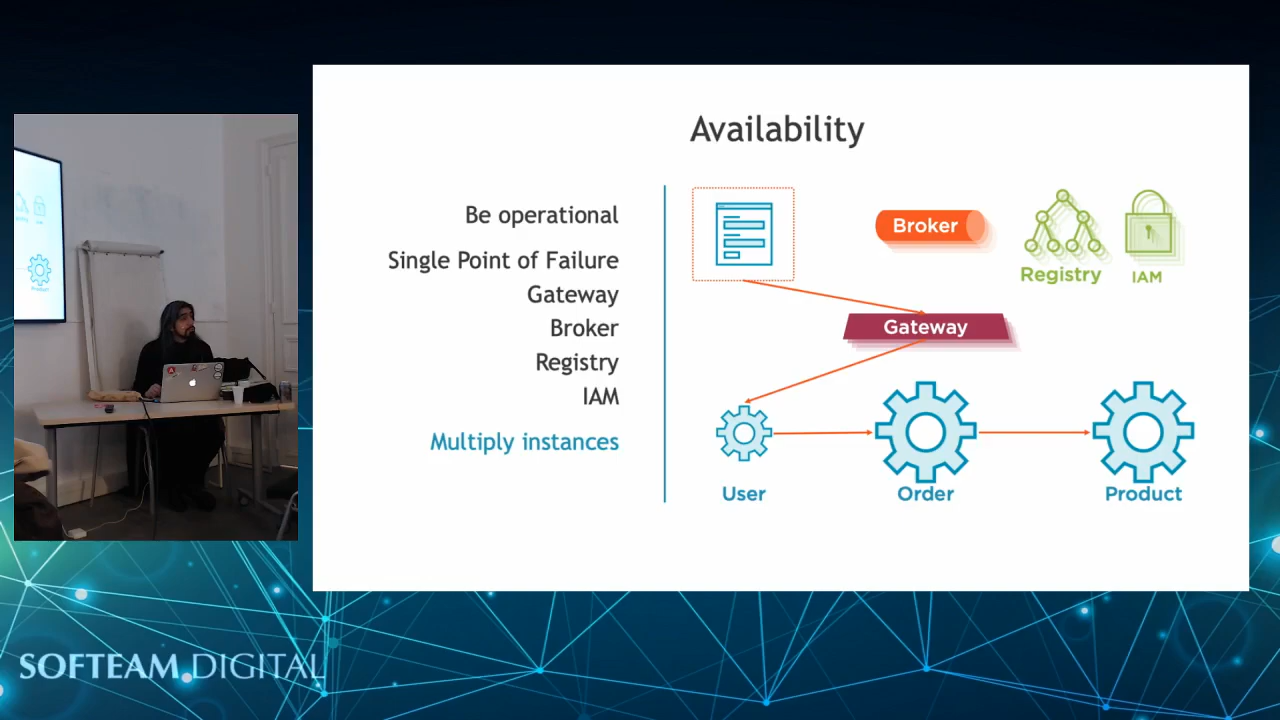 Availability
Be operational
Single Point of Failure
Gateway
Broker
Registry
IAM
Multiply instances
Broker
Registry
IAM
Gateway
User
Order
Product
SOFTEAM DIGITAL